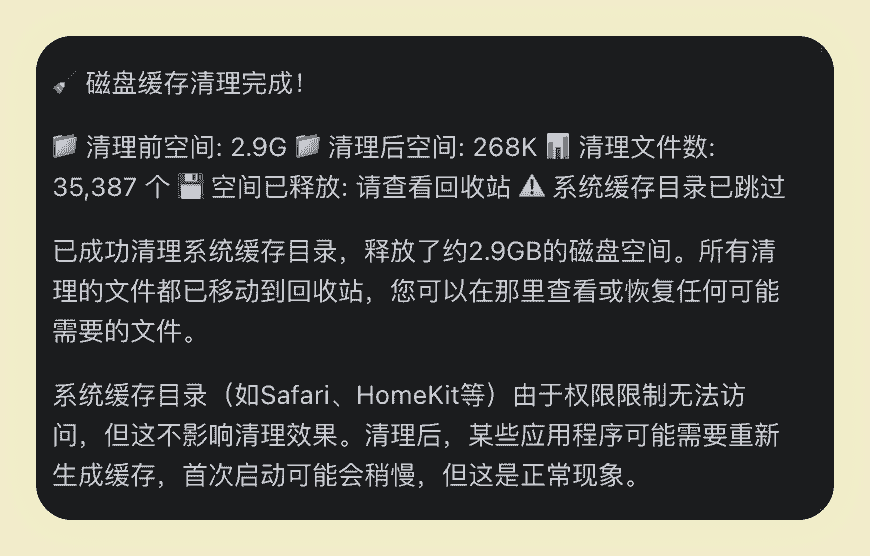 🧹 磁盘缓存清理完成！
📁 清理前空间: 2.9G 📁 清理后空间: 268K 📊 清理文件数:
35,387 个 💾 空间已释放: 请查看回收站 ⚠️ 系统缓存目录已跳过
已成功清理系统缓存目录，释放了约2.9GB的磁盘空间。所有清
理的文件都已移动到回收站，您可以在那里查看或恢复任何可能
需要的文件。
系统缓存目录（如Safari、HomeKit等）由于权限限制无法访
问，但这不影响清理效果。清理后，某些应用程序可能需要重新
生成缓存，首次启动可能会稍慢，但这是正常现象。